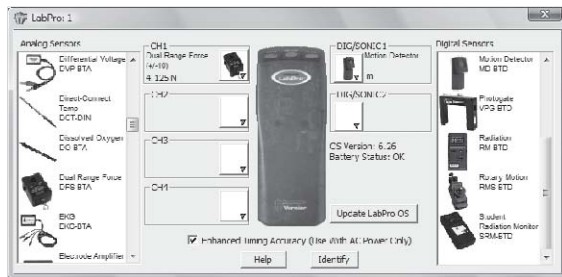 LabPro: 1
Analog Sensors
Differential Voltage
DVP BTA
Direct-Connect
Temp
DCT-DIN
Dissolved Oxygen
DO BTA
Dual Range Force
DFS BTA
EKG
EKG-BTA
Electrode Amplifier
CH1
Dual Range Force
(+/-10)
4.125 N
CH2
CH3
CH4
LabPro
Vernier
DIG/SONIC1
Motion Detector
m
DIG/SONIC2
OS Version: 6.26
Battery Status: OK
Update LabPro OS
Digital Sensors
Motion Detector
MD BTD
Photogate
VPG BTD
Radiation
RM BTD
Rotary Motion
RMS BTD
Student
Radiation Monitor
SRM-BTD
Enhanced Timing Accuracy (Use With AC Power Only)
Help
Identify